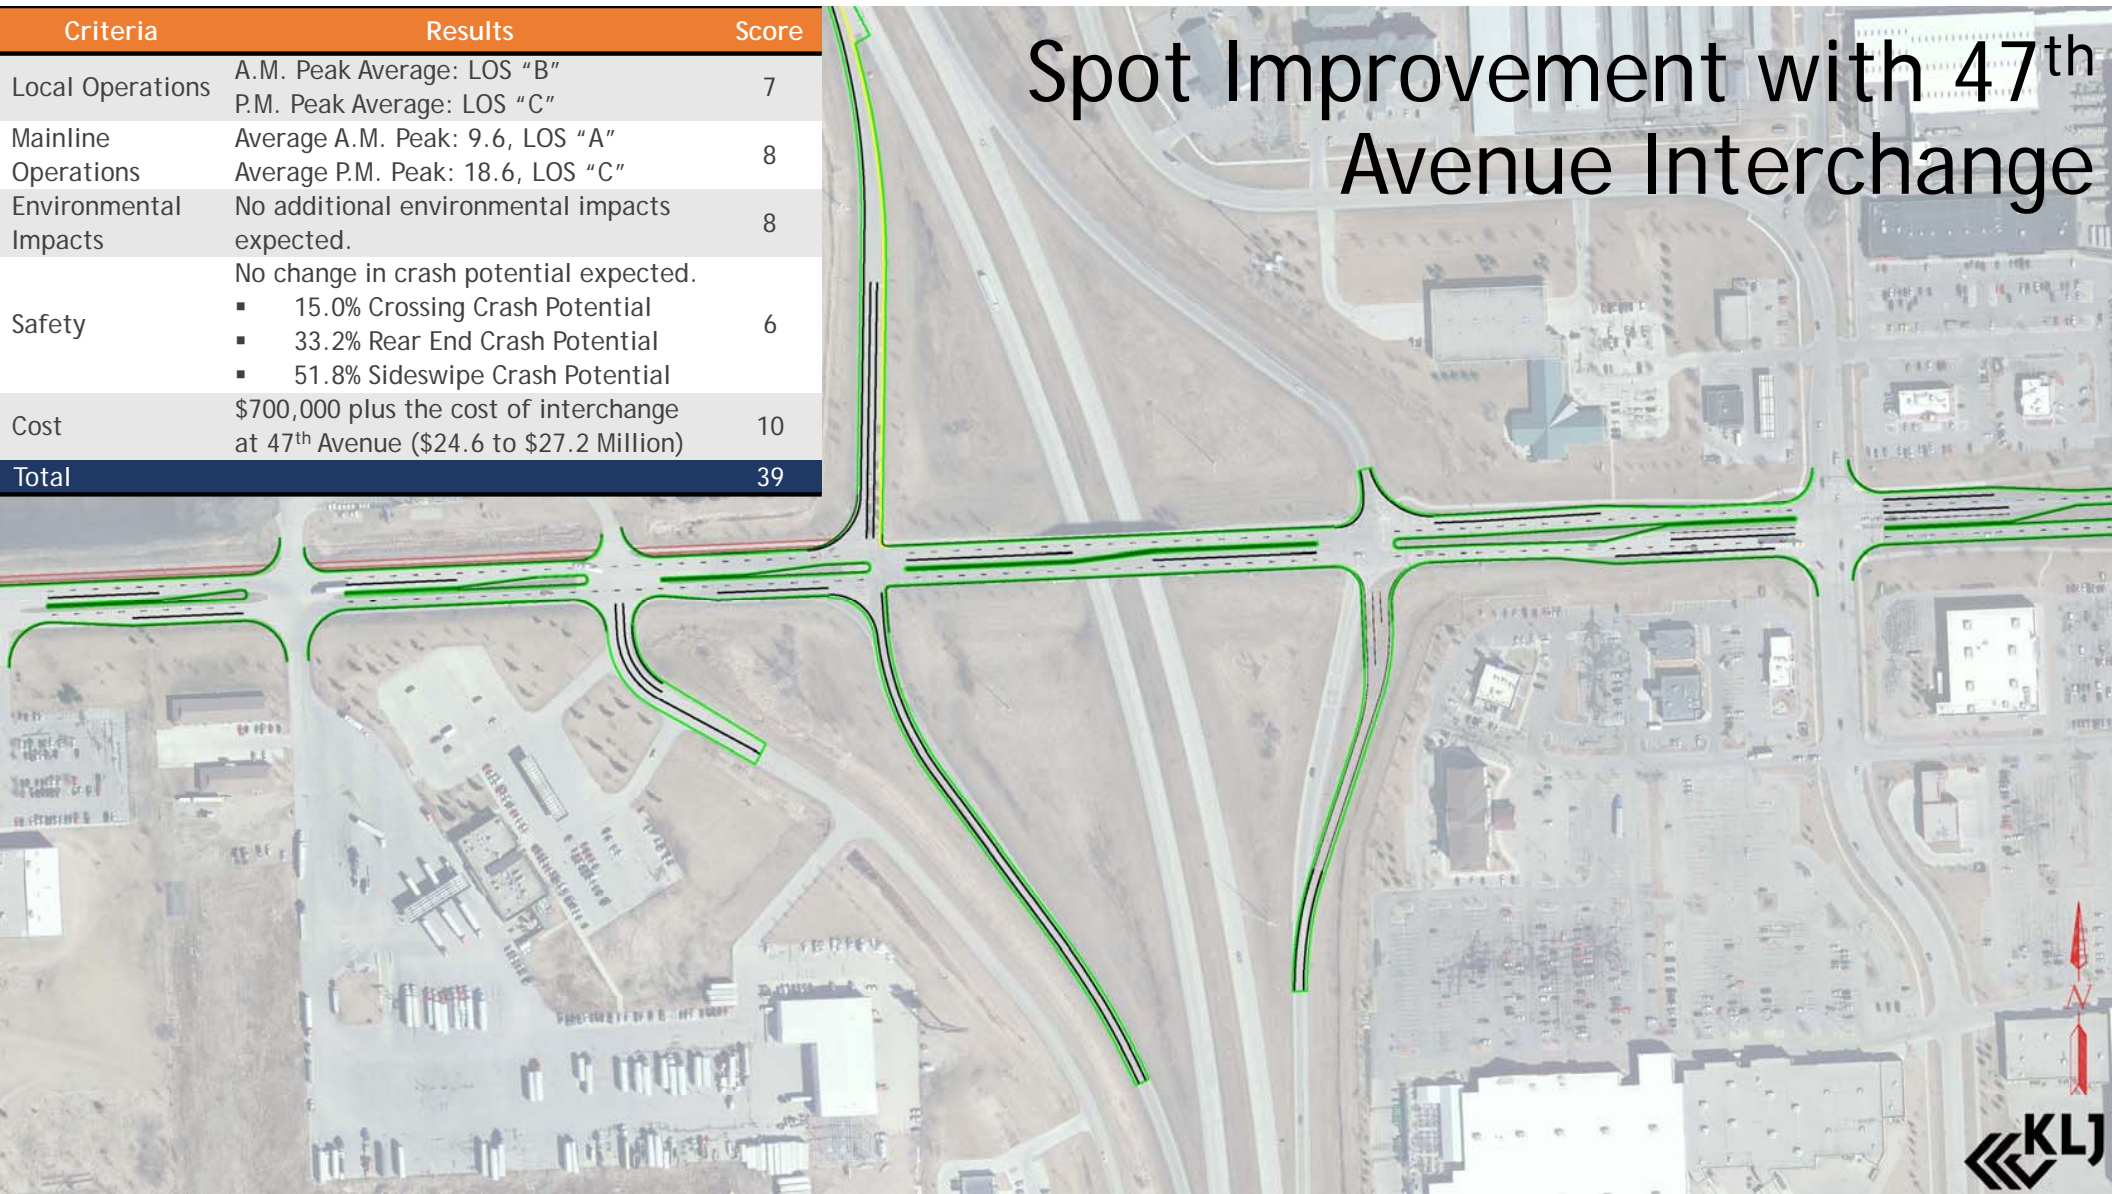 Spot Improvement with 47th
Avenue Interchange
Criteria Results Score
Local Operations A.M. Peak Average: LOS “B”
P.M. Peak Average: LOS “C” 7
Mainline Operations Average A.M. Peak: 9.6, LOS “A”
Average P.M. Peak: 18.6, LOS “C” 8
Environmental Impacts No additional environmental impacts
expected. 8
Safety No change in crash potential expected.
▪ 15.0% Crossing Crash Potential
▪ 33.2% Rear End Crash Potential
▪ 51.8% Sideswipe Crash Potential 6
Cost $700,000 plus the cost of interchange
at 47th Avenue ($24.6 to $27.2 Million) 10
Total 39
N
KLJ